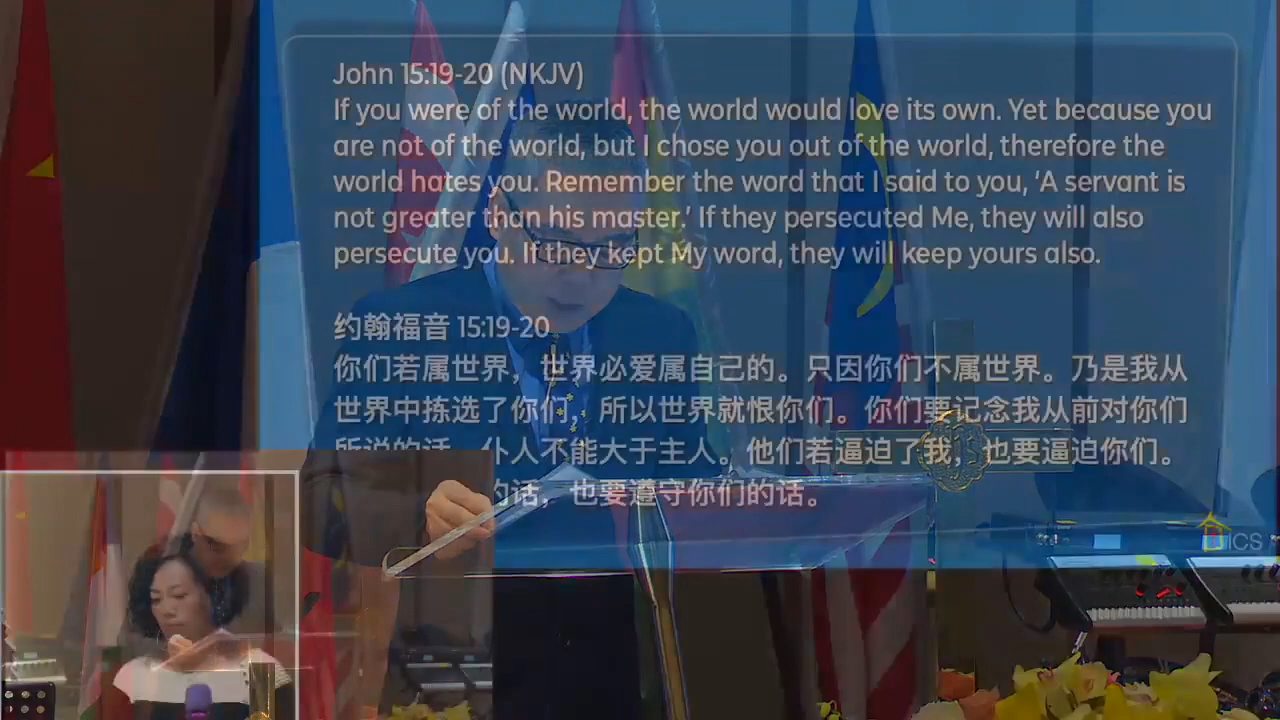 John 15:19-20 (NKJV)
If you were of the world, the world would love its own. Yet because you
are not of the world, but I chose you out of the world, therefore the
world hates you. Remember the word that I said to you, ‘A servant is
not greater than his master.’ If they persecuted Me, they will also
persecute you. If they kept My word, they will keep yours also.
约翰福音 15:19-20
你们若属世界，世界必爱属自己的。只因你们不属世界。乃是我从
世界中拣选了你们，所以世界就恨你们。你们要记念我从前对你们
所说的话，仆人不能大于主人。他们若逼迫了我，也要逼迫你们。
的话，也要遵守你们的话。
ICS